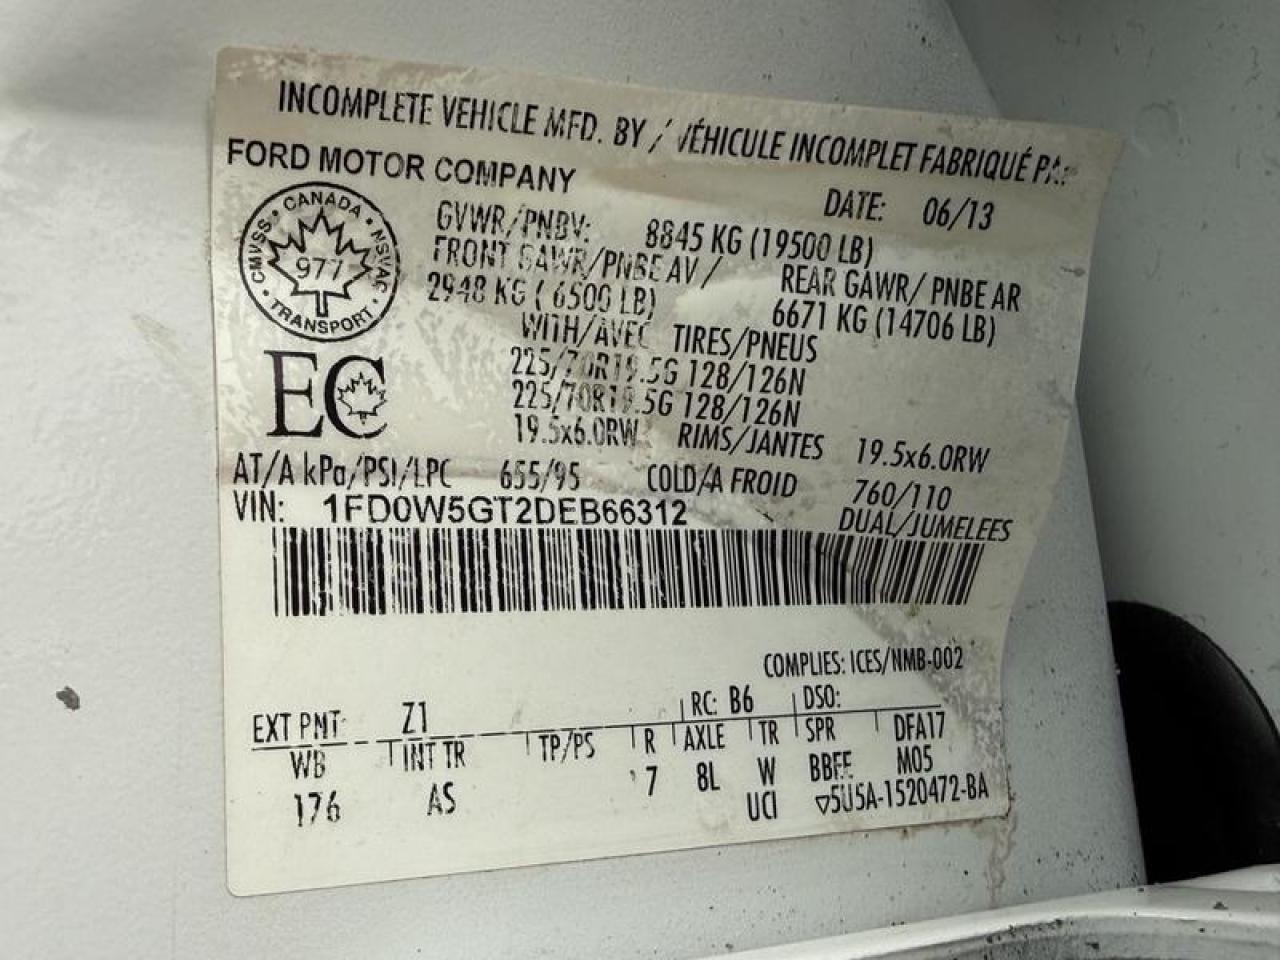 INCOMPLETE VEHICLE MFD. BY / VÉHICULE INCOMPLET FABRIQUÉ PAR
FORD MOTOR COMPANY
DATE: 06/13
CANADA
CMVSS • NSVAC
977
TRANSPORT
EC
GVWR/PNBV: 8845 KG (19500 LB)
FRONT GAWR/PNBE AV / REAR GAWR/ PNBE AR
2948 KG ( 6500 LB) 6671 KG (14706 LB)
WITH/AVEC TIRES/PNEUS
225/70R19.5G 128/126N
225/70R19.5G 128/126N
19.5x6.0RW RIMS/JANTES 19.5x6.0RW
AT/A kPa/PSI/LPC 655/95 COLD/A FROID 760/110
VIN: 1FD0W5GT2DEB66312 DUAL/JUMELEES
COMPLIES: ICES/NMB-002
EXT PNT: Z1 RC: B6 DSO:
WB INT TR TP/PS R AXLE TR SPR DFA17
176 AS 7 8L W BBFF M05
UCI ▽5U5A-1520472-BA